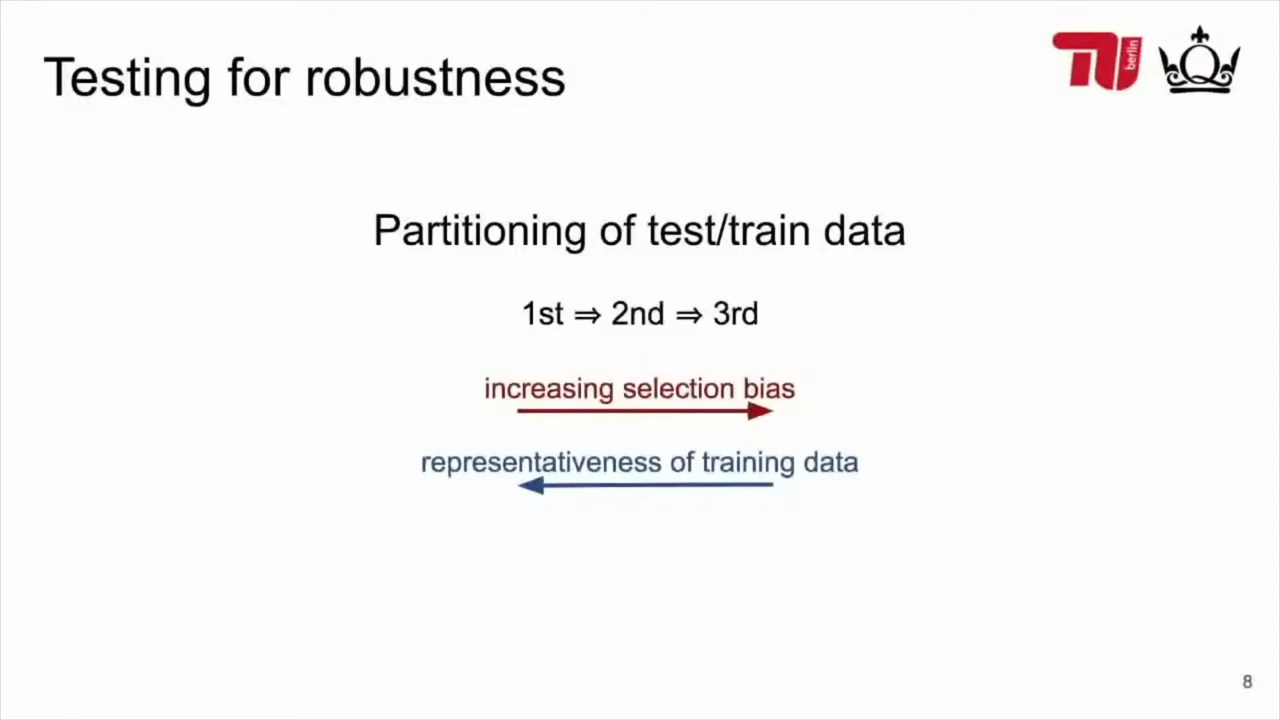 Testing for robustness
berlin
Partitioning of test/train data
1st ⇒ 2nd ⇒ 3rd
increasing selection bias
representativeness of training data
8